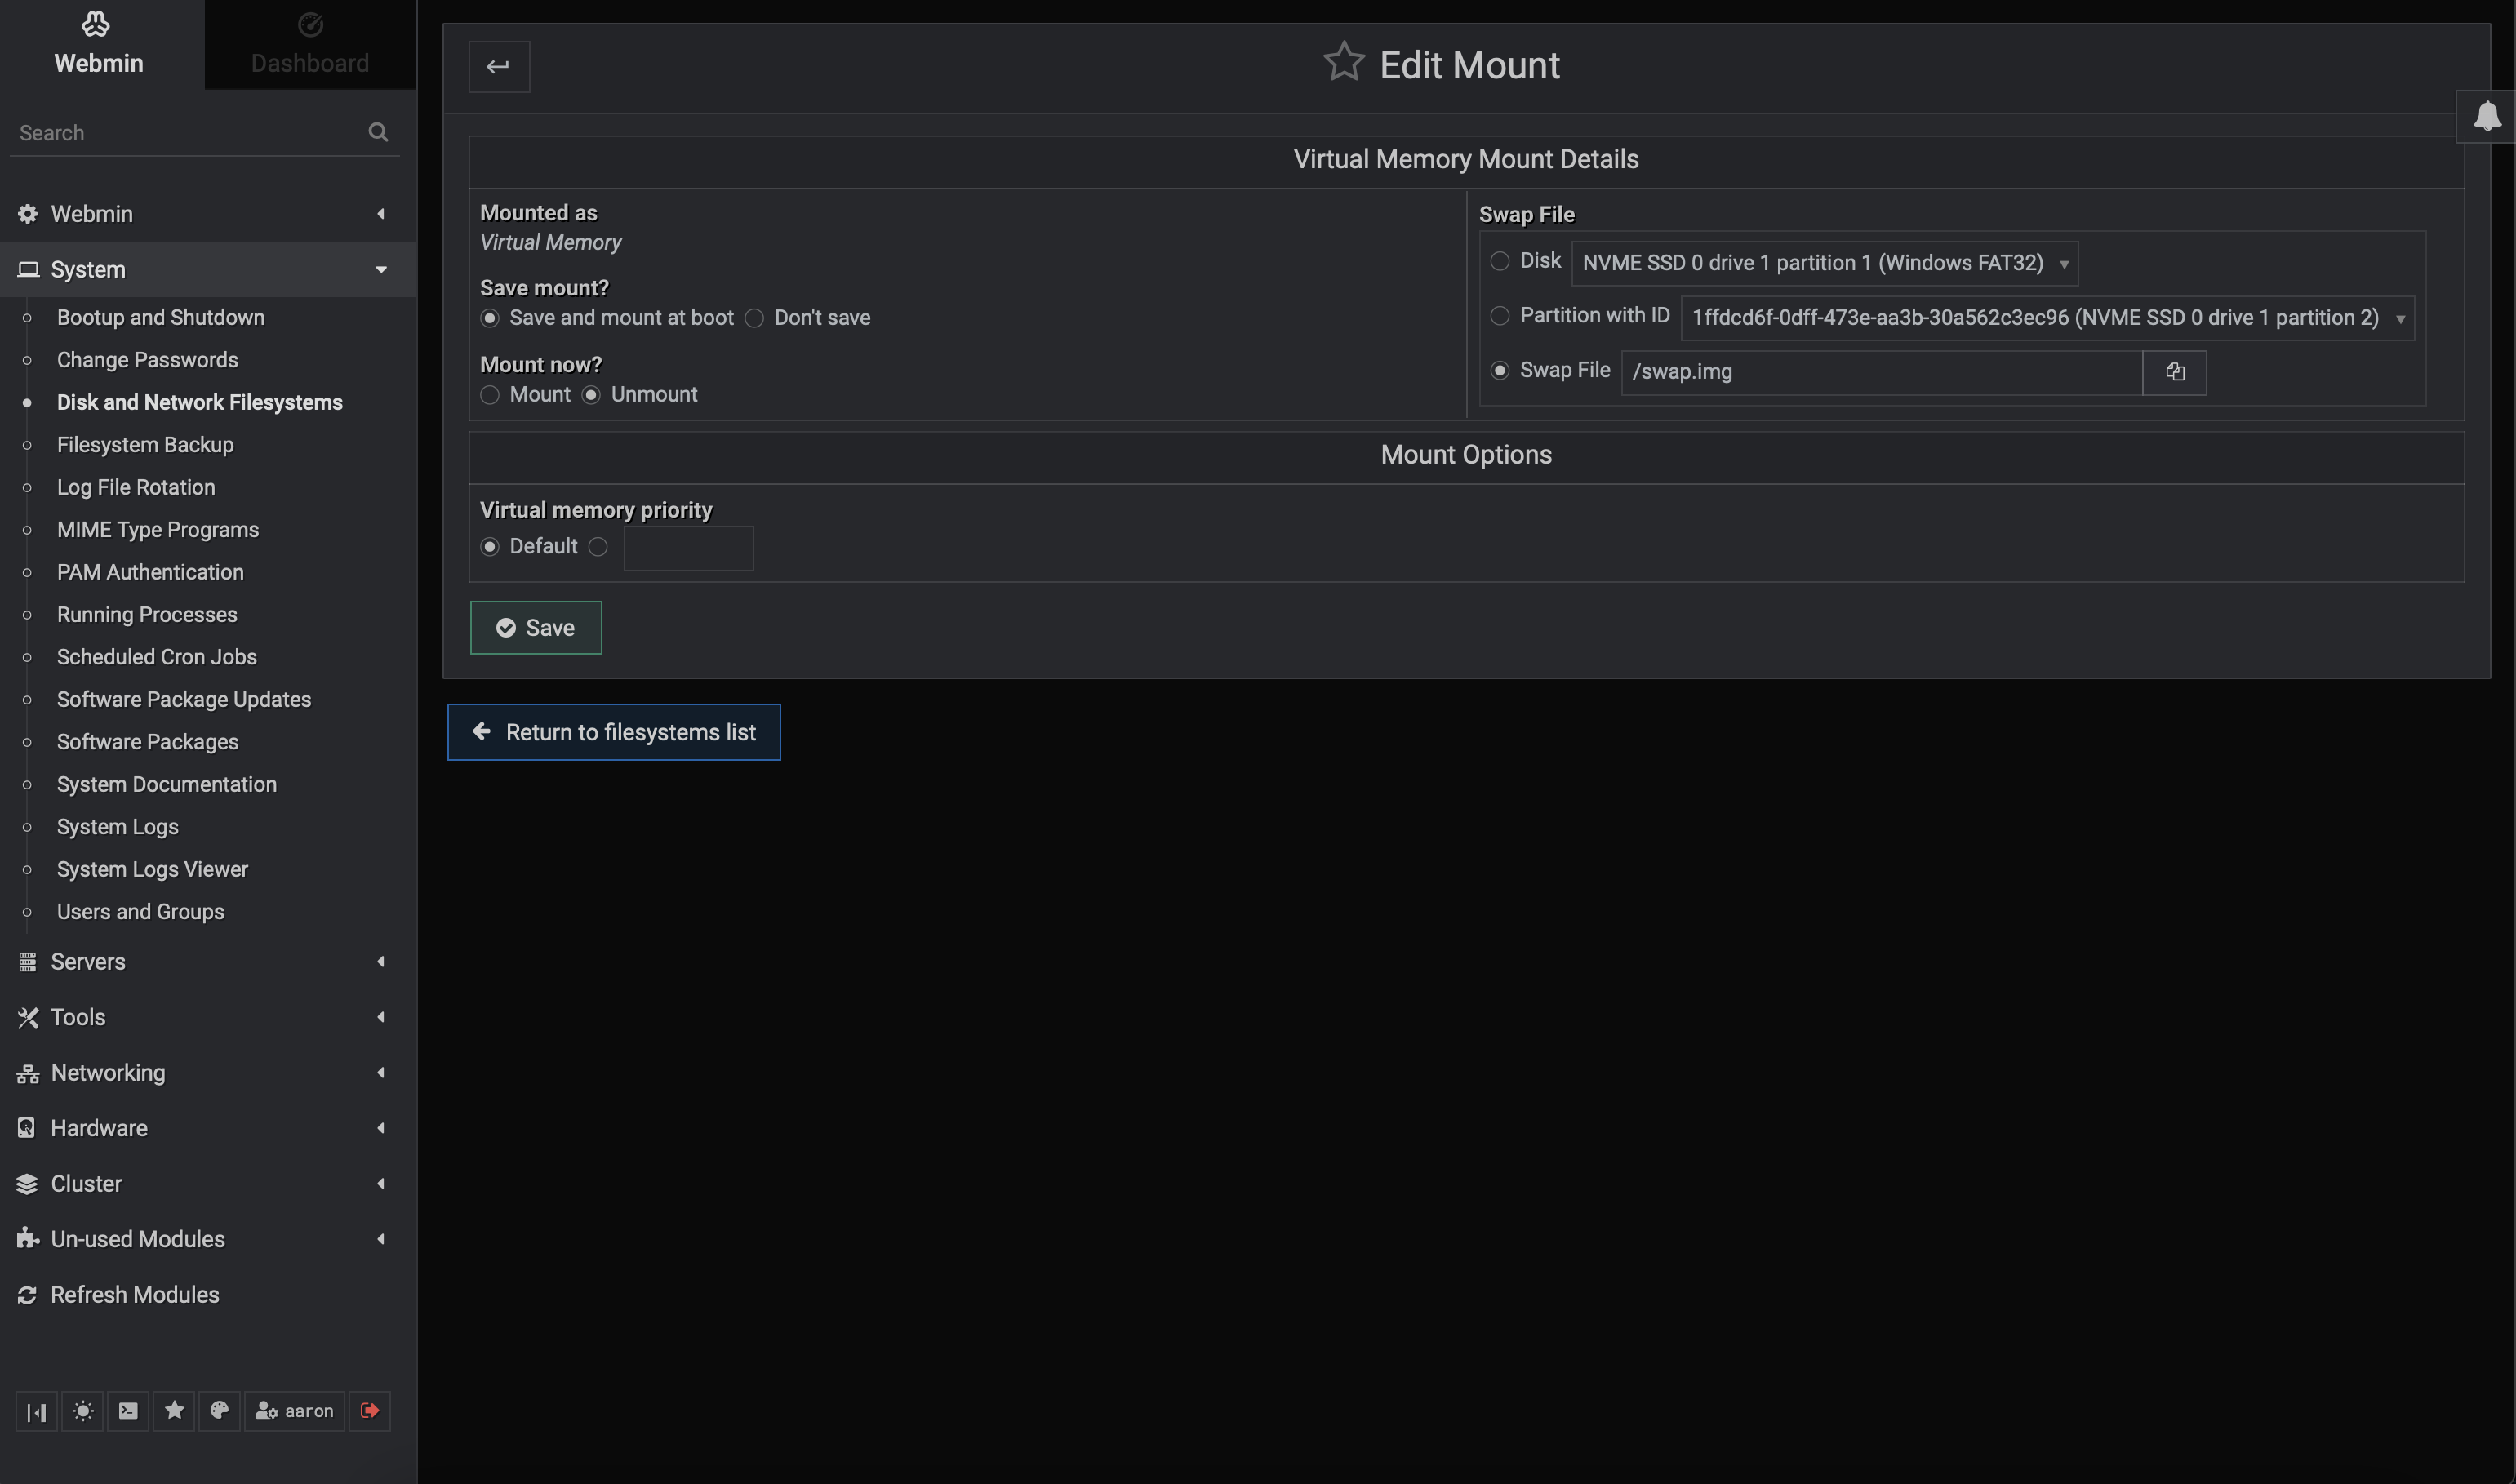 Webmin
Dashboard
Search
Webmin
System
Bootup and Shutdown
Change Passwords
Disk and Network Filesystems
Filesystem Backup
Log File Rotation
MIME Type Programs
PAM Authentication
Running Processes
Scheduled Cron Jobs
Software Package Updates
Software Packages
System Documentation
System Logs
System Logs Viewer
Users and Groups
Servers
Tools
Networking
Hardware
Cluster
Un-used Modules
Refresh Modules
aaron
Edit Mount
Virtual Memory Mount Details
Mounted as
Virtual Memory
Save mount?
Save and mount at boot Don't save
Mount now?
Mount Unmount
Swap File
Disk NVME SSD 0 drive 1 partition 1 (Windows FAT32)
Partition with ID 1ffdcd6f-0dff-473e-aa3b-30a562c3ec96 (NVME SSD 0 drive 1 partition 2)
Swap File /swap.img
Mount Options
Virtual memory priority
Default
Save
Return to filesystems list